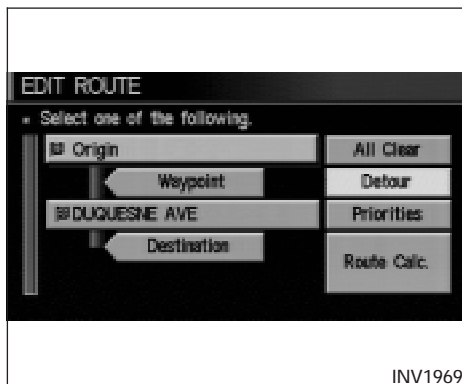 EDIT ROUTE
Select one of the following.
Origin
All Clear
Waypoint
Detour
DUQUESNE AVE
Priorities
Destination
Route Calc.
INV1969